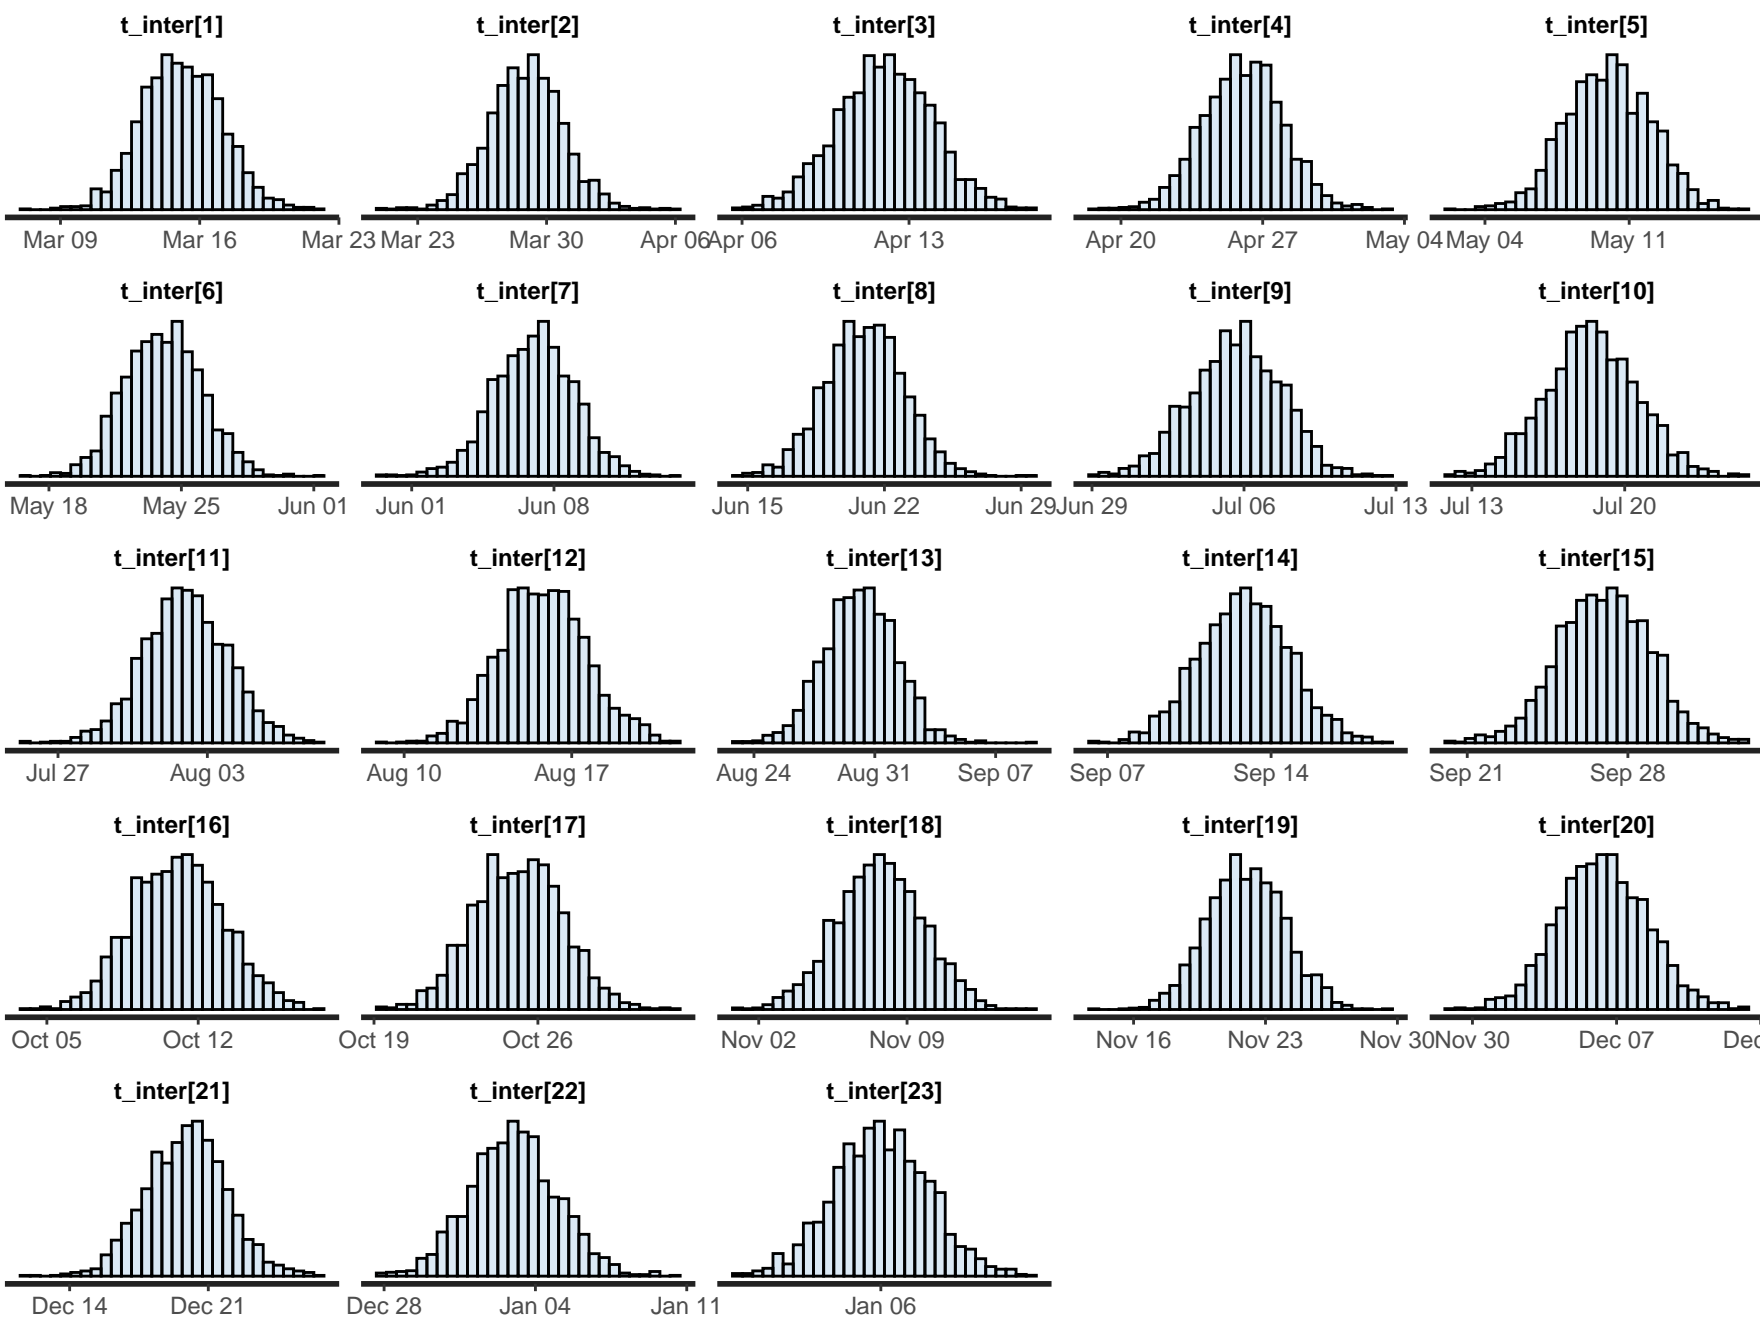 t_inter[1] t_inter[2] t_inter[3] t_inter[4] t_inter[5]
Mar 09 Mar 16 Mar 23 Mar 23 Mar 30 Apr 06 Apr 06 Apr 13 Apr 20 Apr 27 May 04 May 04 May 11
t_inter[6] t_inter[7] t_inter[8] t_inter[9] t_inter[10]
May 18 May 25 Jun 01 Jun 01 Jun 08 Jun 15 Jun 22 Jun 29 Jun 29 Jul 06 Jul 13 Jul 13 Jul 20
t_inter[11] t_inter[12] t_inter[13] t_inter[14] t_inter[15]
Jul 27 Aug 03 Aug 10 Aug 17 Aug 24 Aug 31 Sep 07 Sep 07 Sep 14 Sep 21 Sep 28
t_inter[16] t_inter[17] t_inter[18] t_inter[19] t_inter[20]
Oct 05 Oct 12 Oct 19 Oct 26 Nov 02 Nov 09 Nov 16 Nov 23 Nov 30 Nov 30 Dec 07 Dec
t_inter[21] t_inter[22] t_inter[23]
Dec 14 Dec 21 Dec 28 Jan 04 Jan 11 Jan 06